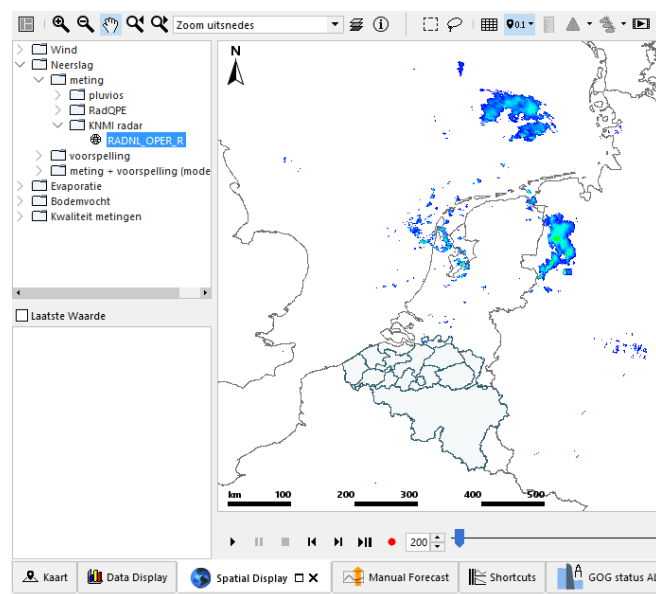 Zoom uitsnedes
0.1
Wind
Neerslag
meting
pluvios
RadQPE
KNMI radar
RADNL_OPER_R
voorspelling
meting + voorspelling (mode
Evaporatie
Bodemvocht
Kwaliteit metingen
Laatste Waarde
N
km 100 200 300 400 500
200
Kaart Data Display Spatial Display Manual Forecast Shortcuts GOG status AL